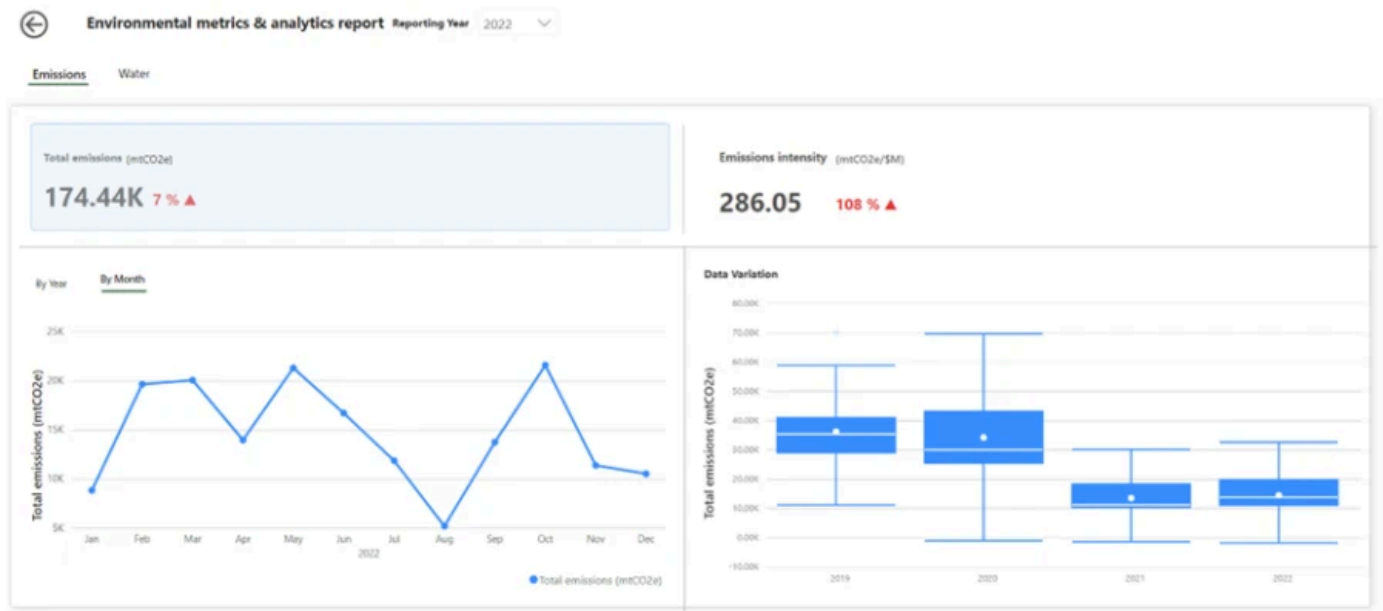 Environmental metrics & analytics report Reporting Year 2022
Emissions Water
Total emissions (mtCO2e)
174.44K 7 % ▲
Emissions intensity (mtCO2e/$M)
286.05 108 % ▲
By Year By Month
Total emissions (mtCO2e)
25K
20K
15K
10K
5K
Jan Feb Mar Apr May Jun Jul Aug Sep Oct Nov Dec
2022
Total emissions (mtCO2e)
Data Variation
Total emissions (mtCO2e)
80.00K
70.00K
60.00K
50.00K
40.00K
30.00K
20.00K
10.00K
0.00K
-10.00K
2019 2020 2021 2022